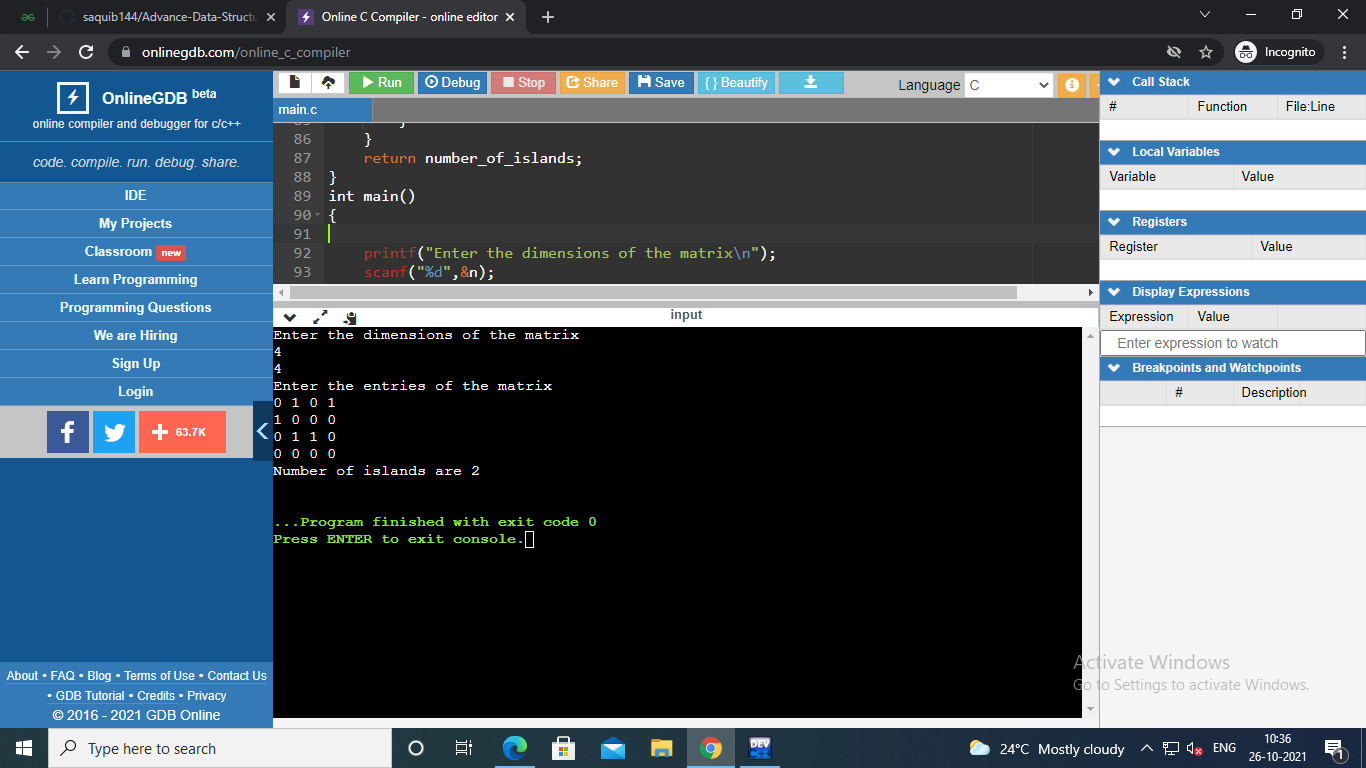 saquib144/Advance-Data-Structu
Online C Compiler - online editor
onlinegdb.com/online_c_compiler
Incognito
OnlineGDB beta
online compiler and debugger for c/c++
code. compile. run. debug. share.
IDE
My Projects
Classroom new
Learn Programming
Programming Questions
We are Hiring
Sign Up
Login
f
63.7K
About • FAQ • Blog • Terms of Use • Contact Us
• GDB Tutorial • Credits • Privacy
© 2016 - 2021 GDB Online
Run Debug Stop Share Save {} Beautify
Language C
main.c
86 }
87 return number_of_islands;
88 }
89 int main()
90 {
91
92 printf("Enter the dimensions of the matrix\n");
93 scanf("%d",&n);
input
Enter the dimensions of the matrix
4
4
Enter the entries of the matrix
0 1 0 1
1 0 0 0
0 1 1 0
0 0 0 0
Number of islands are 2
...Program finished with exit code 0
Press ENTER to exit console.
Call Stack
# Function File:Line
Local Variables
Variable Value
Registers
Register Value
Display Expressions
Expression Value
Enter expression to watch
Breakpoints and Watchpoints
# Description
Activate Windows
Go to Settings to activate Windows.
Type here to search
DEV
24°C Mostly cloudy
ENG
10:36
26-10-2021
1